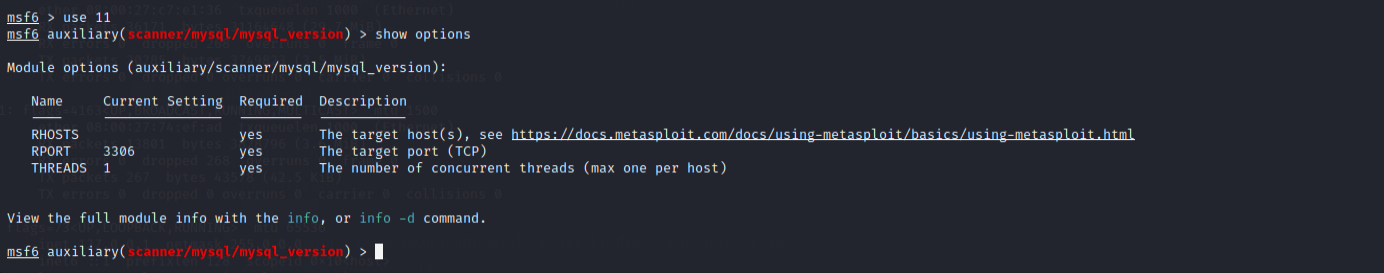 msf6 > use 11
msf6 auxiliary(scanner/mysql/mysql_version) > show options
Module options (auxiliary/scanner/mysql/mysql_version):
Name Current Setting Required Description
RHOSTS yes The target host(s), see https://docs.metasploit.com/docs/using-metasploit/basics/using-metasploit.html
RPORT 3306 yes The target port (TCP)
THREADS 1 yes The number of concurrent threads (max one per host)
View the full module info with the info, or info -d command.
msf6 auxiliary(scanner/mysql/mysql_version) >